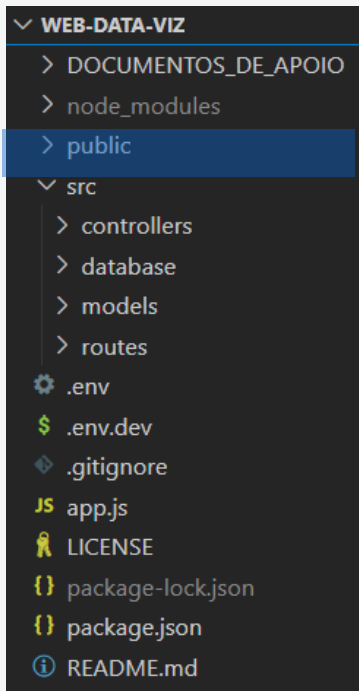 WEB-DATA-VIZ
DOCUMENTOS_DE_APOIO
node_modules
public
src
controllers
database
models
routes
.env
$ .env.dev
.gitignore
JS app.js
LICENSE
{} package-lock.json
{} package.json
README.md